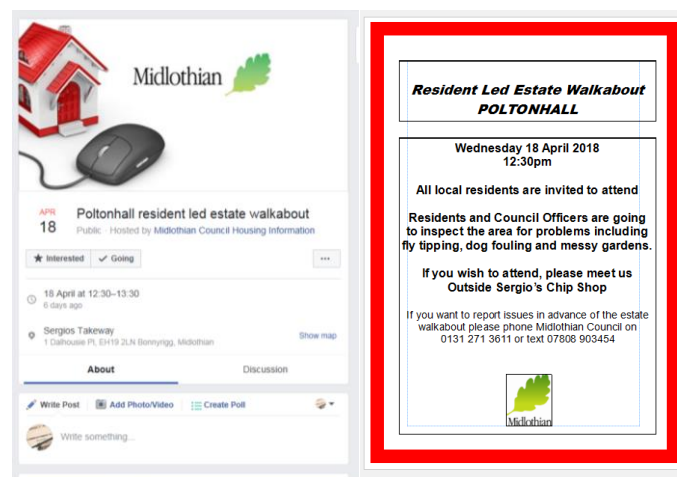 Midlothian
APR
18
Poltonhall resident led estate walkabout
Public · Hosted by Midlothian Council Housing Information
Interested
Going
18 April at 12:30–13:30
6 days ago
Sergios Takeway
1 Dalhousie Pl, EH19 2LN Bonnyrigg, Midlothian
Show map
About
Discussion
Write Post
Add Photo/Video
Create Poll
Write something...
Resident Led Estate Walkabout
POLTONHALL
Wednesday 18 April 2018
12:30pm
All local residents are invited to attend
Residents and Council Officers are going
to inspect the area for problems including
fly tipping, dog fouling and messy gardens.
If you wish to attend, please meet us
Outside Sergio's Chip Shop
If you want to report issues in advance of the estate
walkabout please phone Midlothian Council on
0131 271 3611 or text 07808 903454
Midlothian